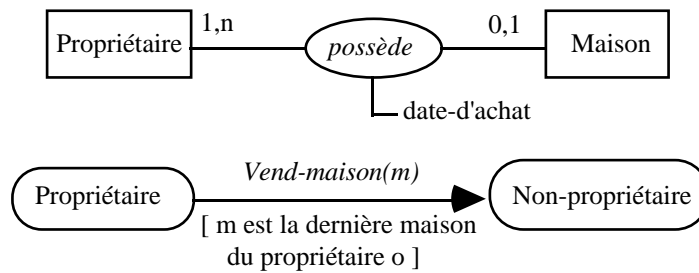 Propriétaire 1,n possède 0,1 Maison
date-d'achat
Vend-maison(m)
Propriétaire Non-propriétaire
[ m est la dernière maison
du propriétaire o ]